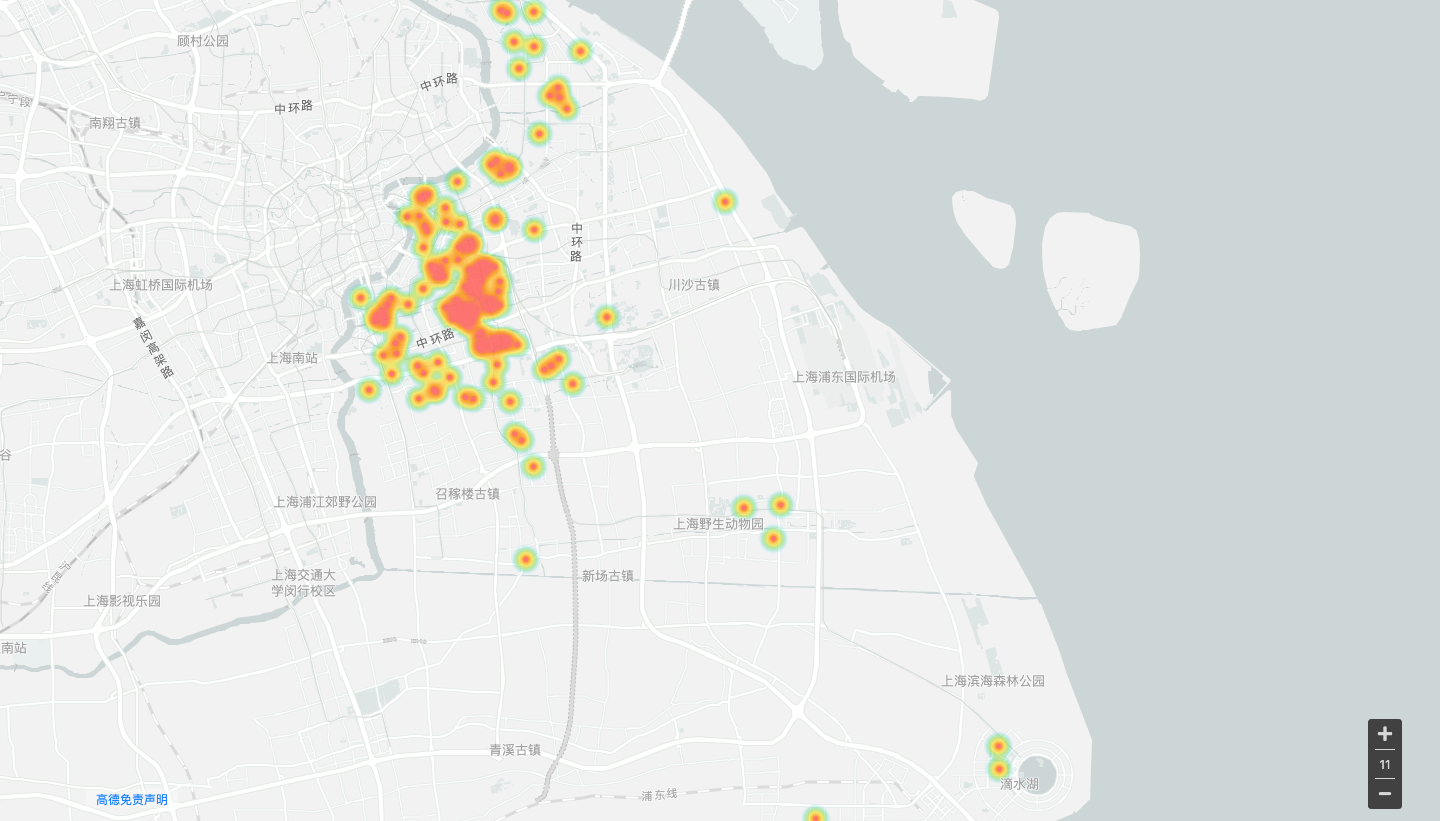 顾村公园
中环路
中环路
南翔古镇
中环路
上海虹桥国际机场
川沙古镇
嘉闵高架路
中环路
上海南站
上海浦东国际机场
谷
召稼楼古镇
上海浦江郊野公园
上海野生动物园
上海交通大
学闵行校区
新场古镇
上海影视乐园
南站
上海滨海森林公园
青溪古镇
11
滴水湖
浦东线
高德免责声明